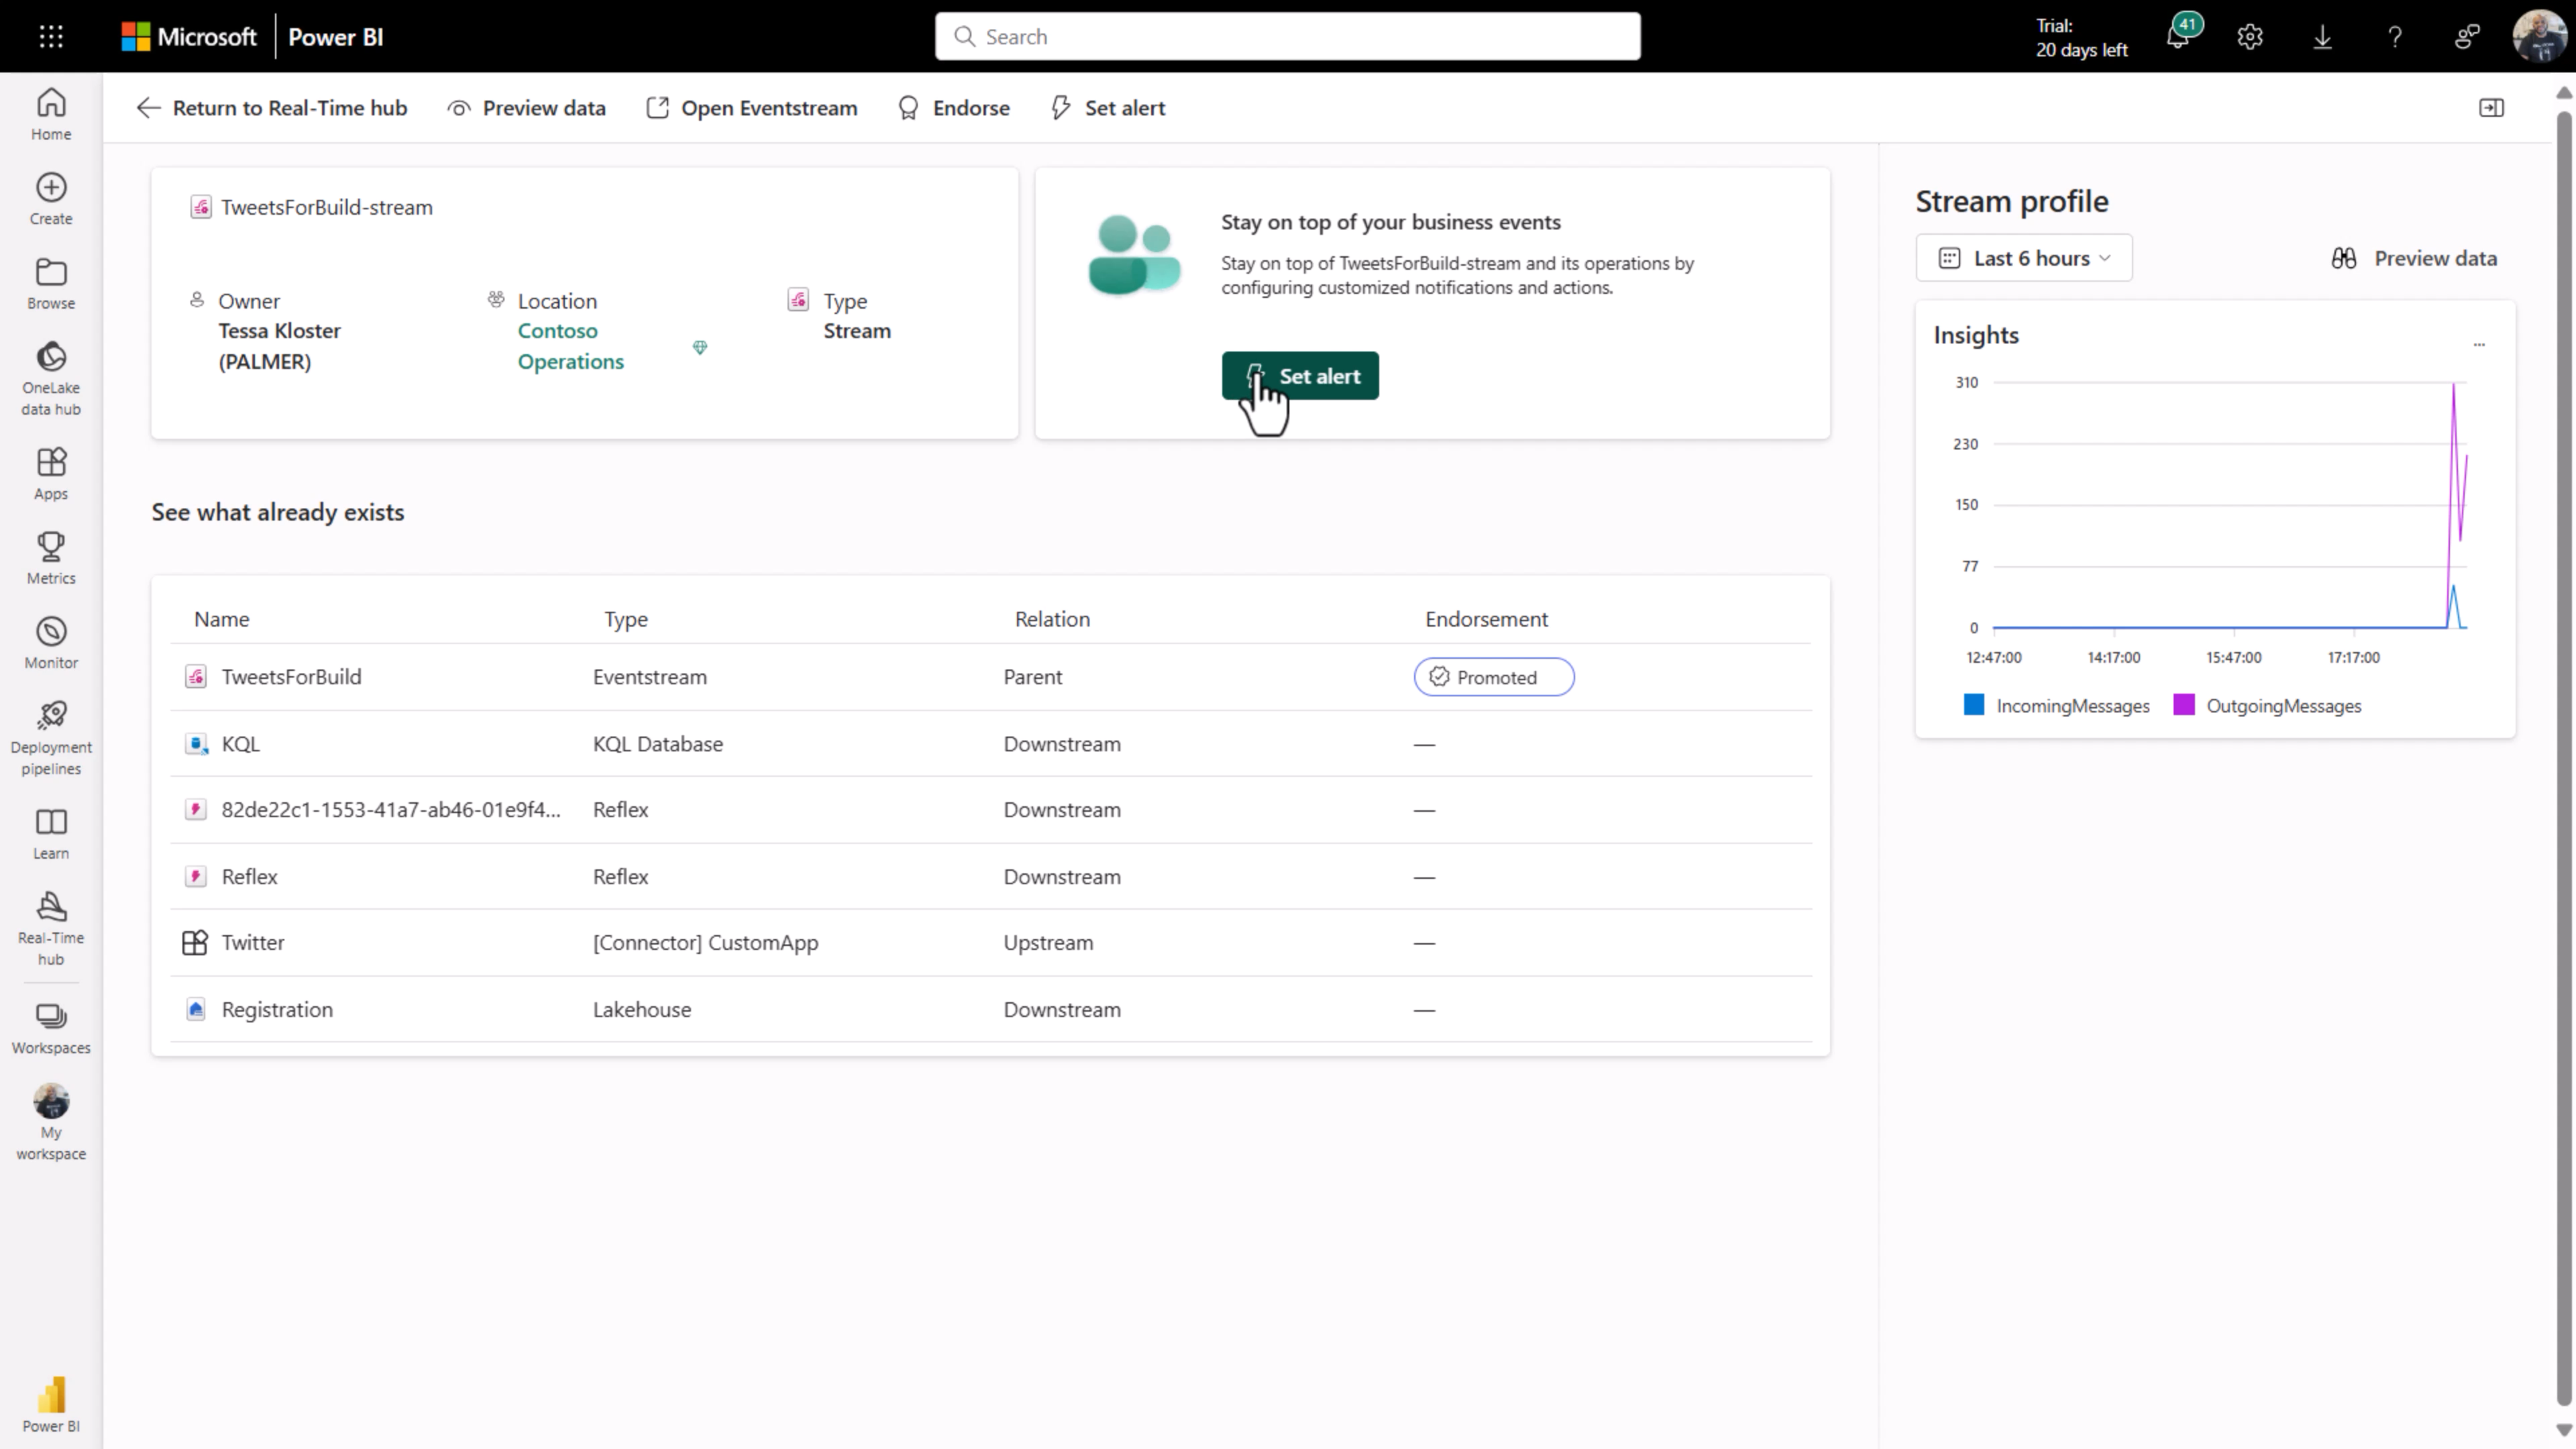 Microsoft
Power BI
Search
Trial:
20 days left
41
Home
Create
Browse
OneLake
data hub
Apps
Metrics
Monitor
Deployment
pipelines
Learn
Real-Time
hub
Workspaces
My
workspace
Power BI
Return to Real-Time hub
Preview data
Open Eventstream
Endorse
Set alert
TweetsForBuild-stream
Owner
Tessa Kloster
(PALMER)
Location
Contoso
Operations
Type
Stream
Stay on top of your business events
Stay on top of TweetsForBuild-stream and its operations by
configuring customized notifications and actions.
Set alert
See what already exists
Name Type Relation Endorsement
TweetsForBuild Eventstream Parent Promoted
KQL KQL Database Downstream —
82de22c1-1553-41a7-ab46-01e9f4... Reflex Downstream —
Reflex Reflex Downstream —
Twitter [Connector] CustomApp Upstream —
Registration Lakehouse Downstream —
Stream profile
Last 6 hours
Preview data
Insights
...
310
230
150
77
0
12:47:00 14:17:00 15:47:00 17:17:00
IncomingMessages OutgoingMessages